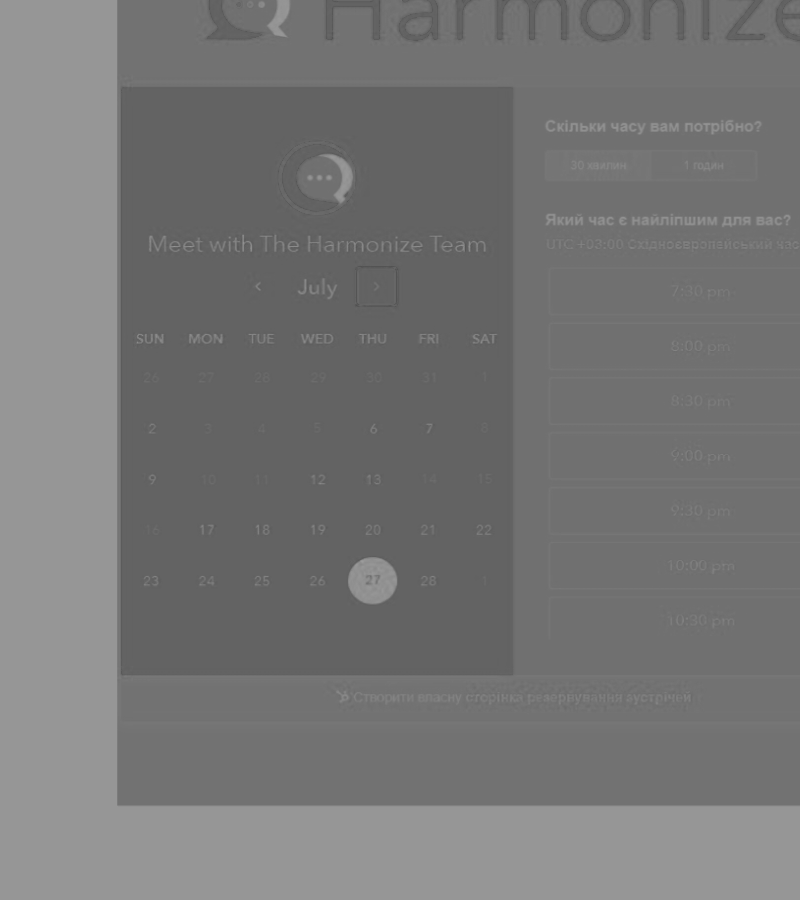 Harmonize
Скільки часу вам потрібно?
30 хвилин 1 годин
Meet with The Harmonize Team
‹ July ›
Який час є найліпшим для вас?
UTC +03:00 Східноєвропейський час
SUN MON TUE WED THU FRI SAT
26 27 28 29 30 31 1
2 3 4 5 6 7 8
9 10 11 12 13 14 15
16 17 18 19 20 21 22
23 24 25 26 27 28 1
7:30 pm
8:00 pm
8:30 pm
9:00 pm
9:30 pm
10:00 pm
10:30 pm
Створити власну сторінка резервування зустрічей